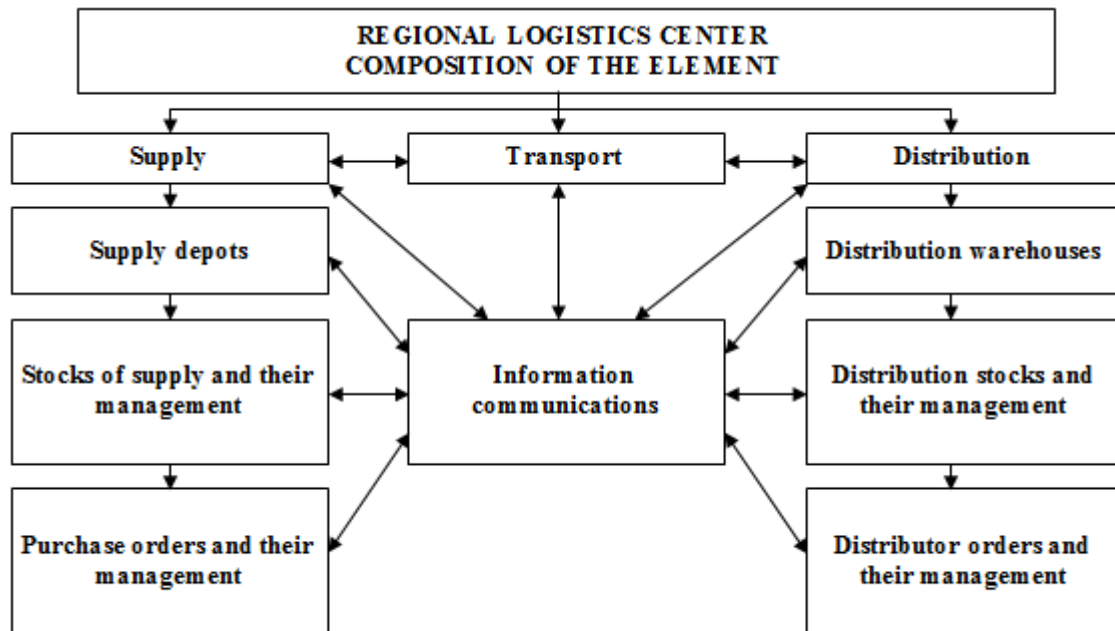 REGIONAL LOGISTICS CENTER
COMPOSITION OF THE ELEMENT
Supply
Transport
Distribution
Supply depots
Distribution warehouses
Stocks of supply and their
management
Information
communications
Distribution stocks and
their management
Purchase orders and their
management
Distributor orders and
their management